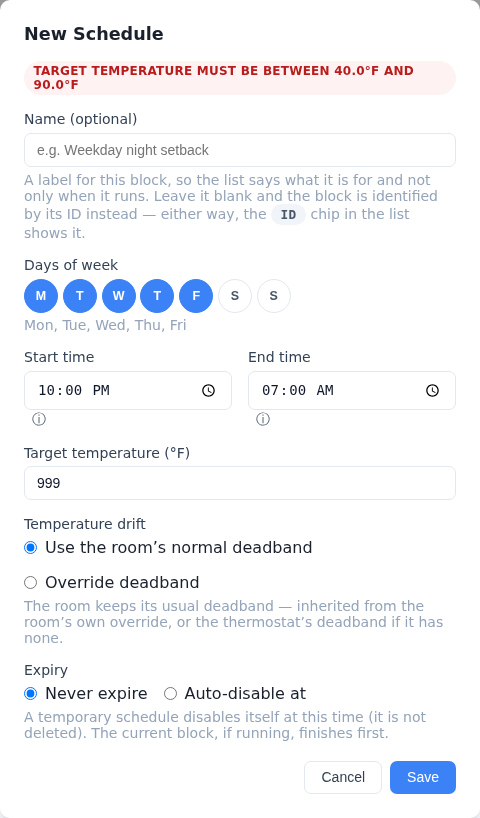 New Schedule
TARGET TEMPERATURE MUST BE BETWEEN 40.0°F AND
90.0°F
Name (optional)
e.g. Weekday night setback
A label for this block, so the list says what it is for and not
only when it runs. Leave it blank and the block is identified
by its ID instead — either way, the ID chip in the list
shows it.
Days of week
M T W T F S S
Mon, Tue, Wed, Thu, Fri
Start time End time
10:00 PM 07:00 AM
ⓘ ⓘ
Target temperature (°F)
999
Temperature drift
Use the room’s normal deadband
Override deadband
The room keeps its usual deadband — inherited from the
room’s own override, or the thermostat’s deadband if it has
none.
Expiry
Never expire Auto-disable at
A temporary schedule disables itself at this time (it is not
deleted). The current block, if running, finishes first.
Cancel Save